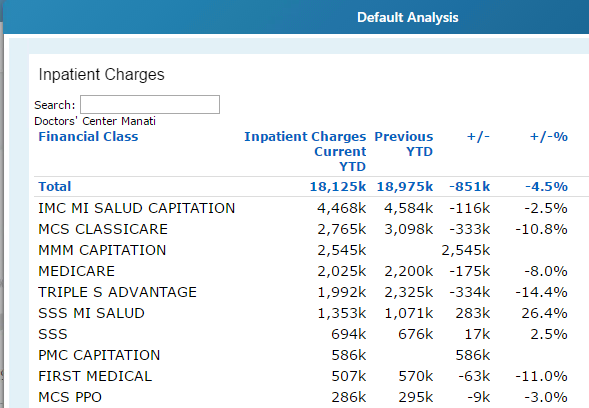 Default Analysis
Inpatient Charges
Search:
Doctors' Center Manati
Financial Class Inpatient Charges Previous +/- +/-%
Current YTD
YTD
Total 18,125k 18,975k -851k -4.5%
IMC MI SALUD CAPITATION 4,468k 4,584k -116k -2.5%
MCS CLASSICARE 2,765k 3,098k -333k -10.8%
MMM CAPITATION 2,545k 2,545k
MEDICARE 2,025k 2,200k -175k -8.0%
TRIPLE S ADVANTAGE 1,992k 2,325k -334k -14.4%
SSS MI SALUD 1,353k 1,071k 283k 26.4%
SSS 694k 676k 17k 2.5%
PMC CAPITATION 586k 586k
FIRST MEDICAL 507k 570k -63k -11.0%
MCS PPO 286k 295k -9k -3.0%